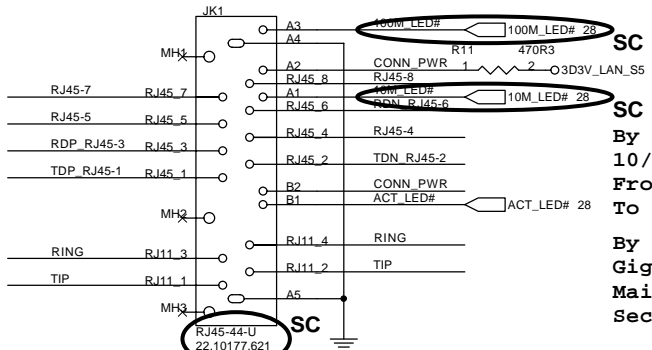 JK1
A3 100M_LED# 100M_LED# 28
A4 SC
MH1 R11 470R3
A2 CONN_PWR 1 2 3D3V_LAN_S5
RJ45_8 RJ45-8
RJ45-7 RJ45_7 A1 10M_LED# 10M_LED# 28
RJ45_6 RDN_RJ45-6 SC
RJ45-5 RJ45_5
RJ45_4 RJ45-4 By
RDP_RJ45-3 RJ45_3
RJ45_2 TDN_RJ45-2 10/
TDP_RJ45-1 RJ45_1
B2 CONN_PWR Fro
B1 ACT_LED# ACT_LED# 28 To
MH2
RJ11_4 RING By
RING RJ11_3 Gig
RJ11_2 TIP
TIP RJ11_1 Mai
A5
MH3 Sec
RJ45-44-U SC
22.10177.621